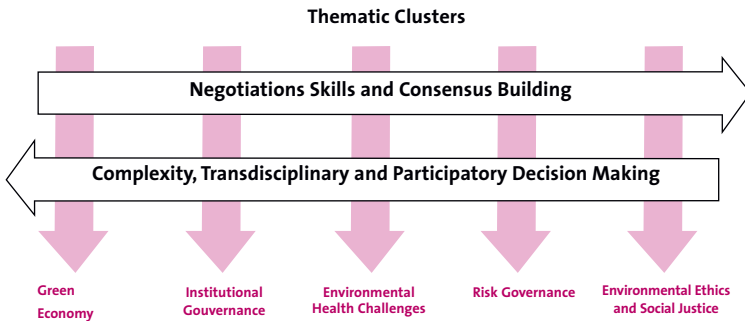 Thematic Clusters
Negotiations Skills and Consensus Building
Complexity, Transdisciplinary and Participatory Decision Making
Green
Economy
Institutional
Gouvernance
Environmental
Health Challenges
Risk Governance
Environmental Ethics
and Social Justice